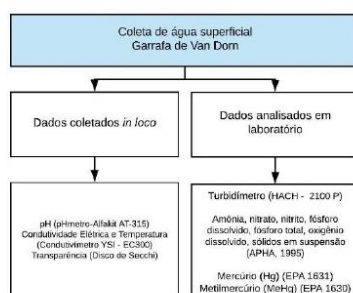 Coleta de água superficial
Garrafa de Van Dorn
Dados coletados in loco
Dados analisados em
laboratório
pH (pHmetro-Alfakit AT-315)
Condutividade Elétrica e Temperatura
(Condutivímetro YSI - EC300)
Transparência (Disco de Secchi)
Turbidímetro (HACH - 2100 P)
Amônia, nitrato, nitrito, fósforo
dissolvido, fósforo total, oxigênio
dissolvido, sólidos em suspensão
(APHA, 1995)
Mercúrio (Hg) (EPA 1631)
Metilmercúrio (MeHg) (EPA 1630)